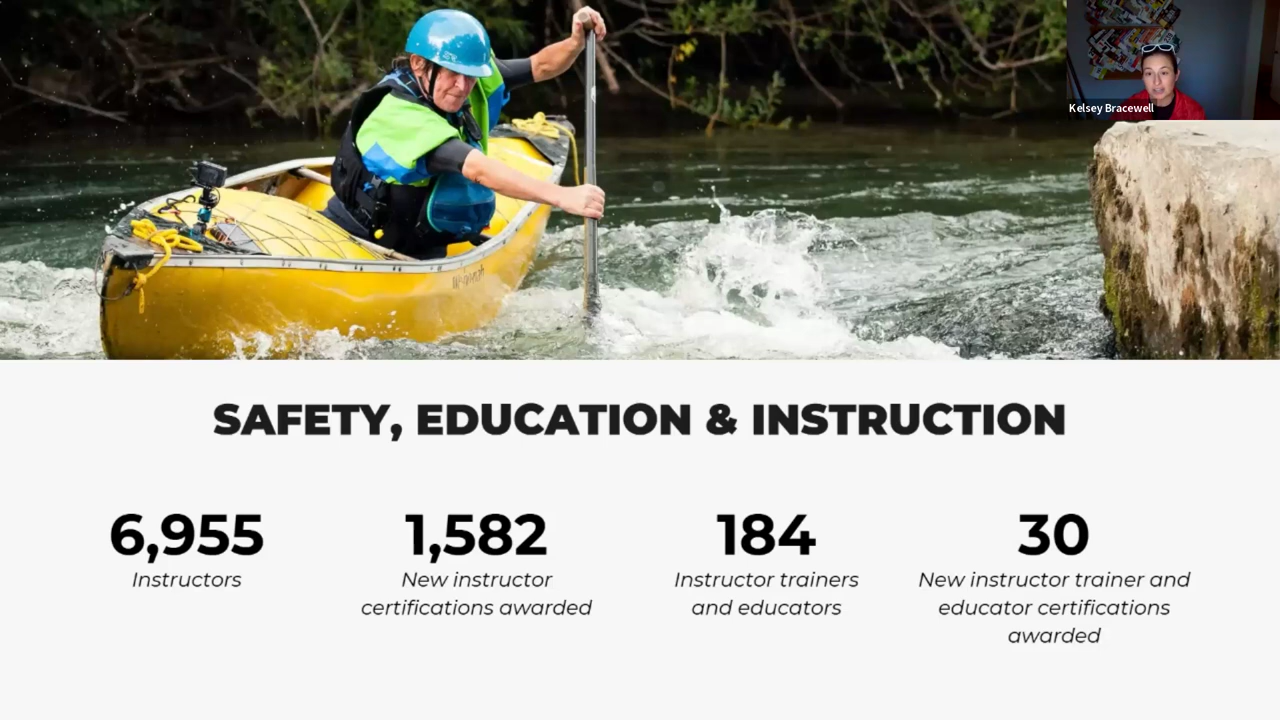 Kelsey Bracewell
SAFETY, EDUCATION & INSTRUCTION
6,955
Instructors
1,582
New instructor
certifications awarded
184
Instructor trainers
and educators
30
New instructor trainer and
educator certifications
awarded